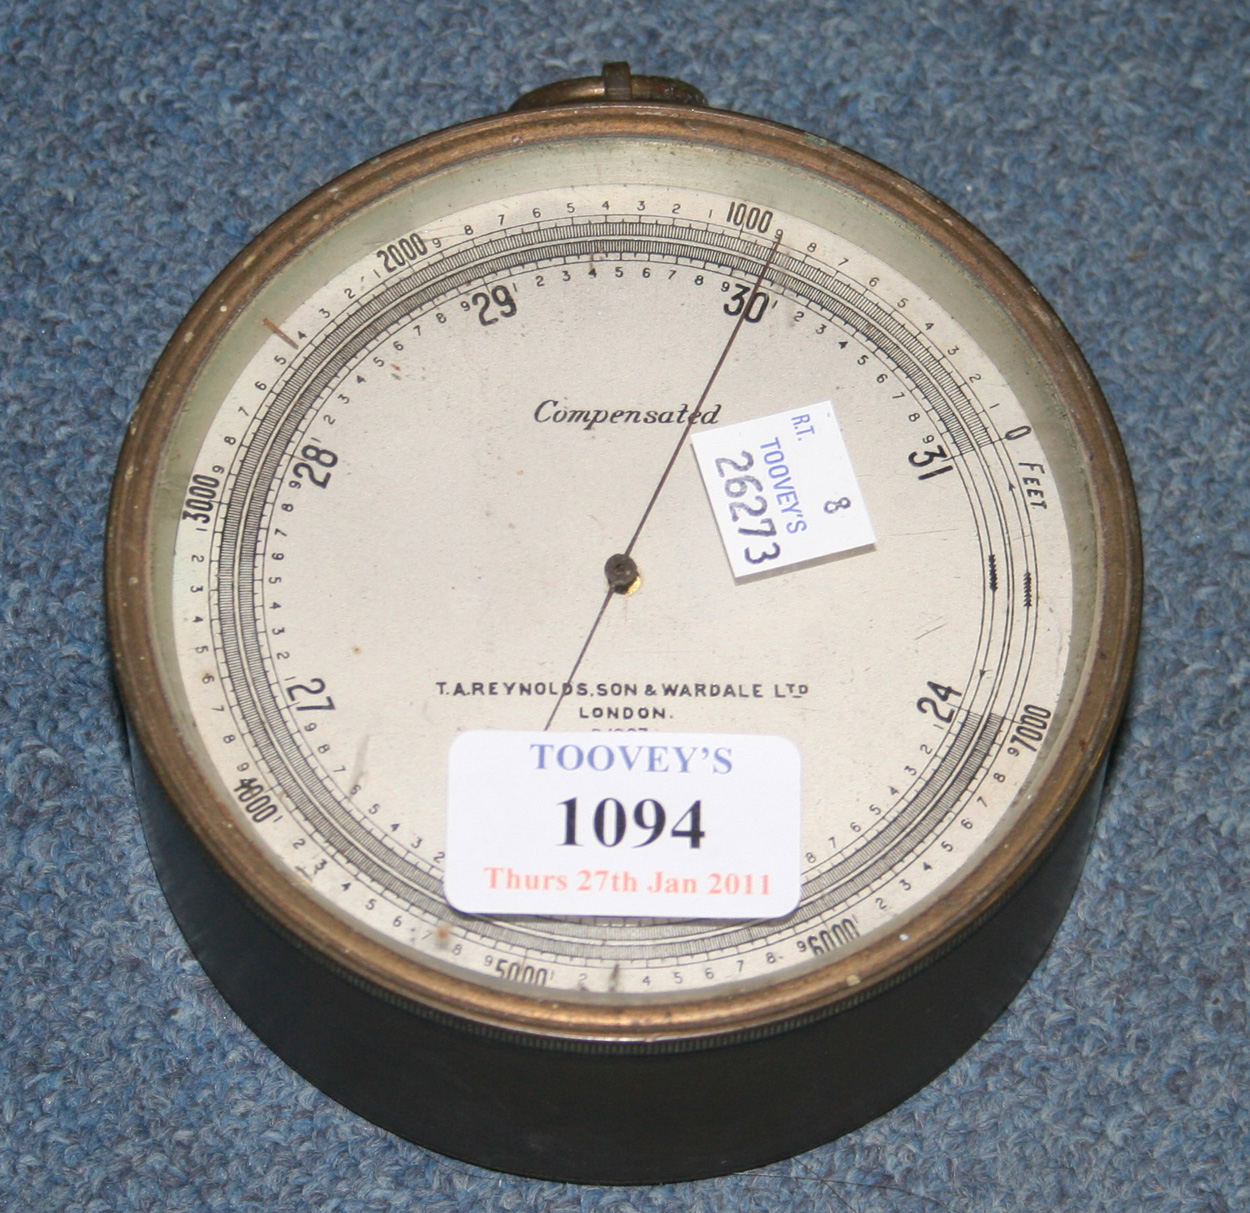 1000
2000
3000
4000
5000
6000
7000
0 FEET
29
30
31
28
27
24
Compensated
R.T. 8
TOOVEY'S
26273
T.A.REYNOLDS, SON & WARDALE LTD
LONDON.
TOOVEY'S
1094
Thurs 27th Jan 2011